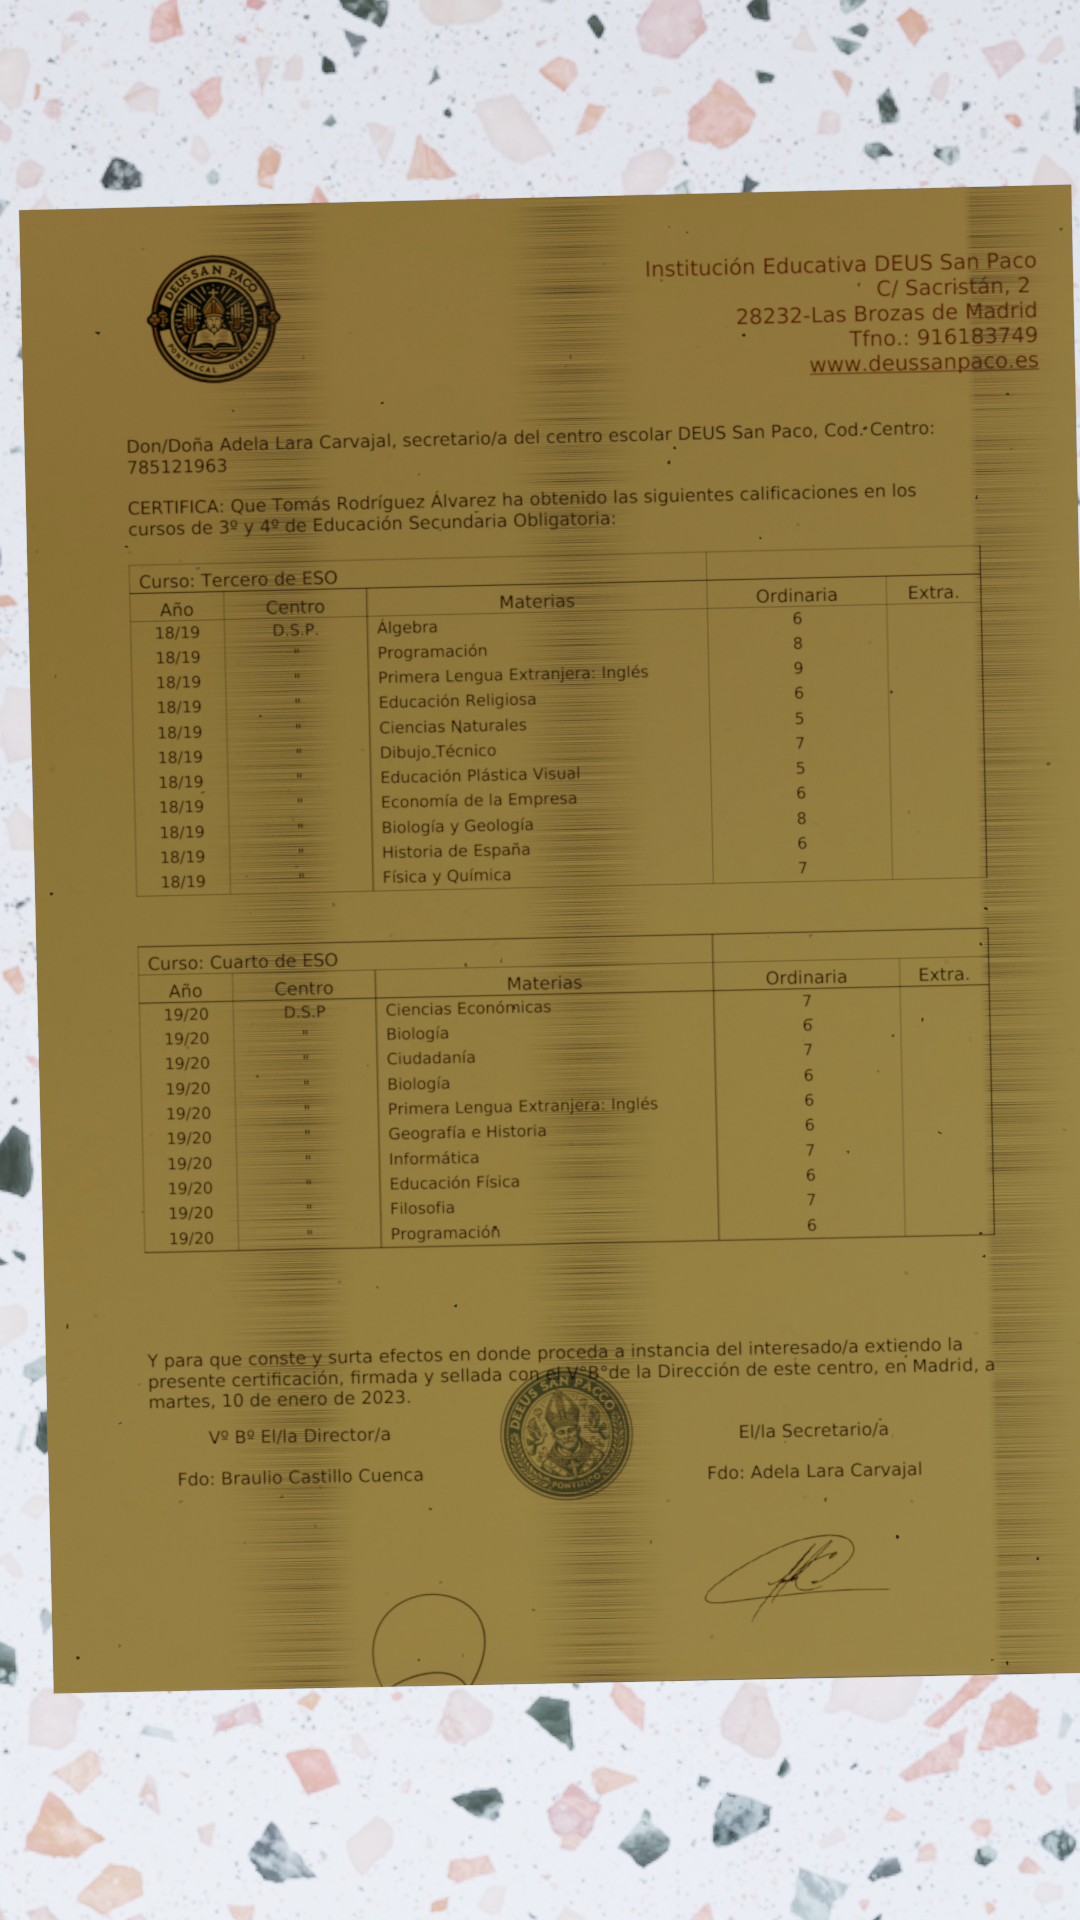 DEUS SAN PACO
PONTIFICAL UIVERSITS
Institución Educativa DEUS San Paco
C/ Sacristán, 2
28232-Las Brozas de Madrid
Tfno.: 916183749
www.deussanpaco.es
Don/Doña Adela Lara Carvajal, secretario/a del centro escolar DEUS San Paco, Cod. Centro:
785121963
CERTIFICA: Que Tomás Rodríguez Álvarez ha obtenido las siguientes calificaciones en los
cursos de 3º y 4º de Educación Secundaria Obligatoria:
Curso: Tercero de ESO
Año Centro Materias Ordinaria Extra.
18/19 D.S.P. Álgebra 6
18/19 " Programación 8
18/19 " Primera Lengua Extranjera: Inglés 9
18/19 " Educación Religiosa 6
18/19 " Ciencias Naturales 5
18/19 " Dibujo Técnico 7
18/19 " Educación Plástica Visual 5
18/19 " Economía de la Empresa 6
18/19 " Biología y Geología 8
18/19 " Historia de España 6
18/19 " Física y Química 7
Curso: Cuarto de ESO
Año Centro Materias Ordinaria Extra.
19/20 D.S.P Ciencias Económicas 7
19/20 " Biología 6
19/20 " Ciudadanía 7
19/20 " Biología 6
19/20 " Primera Lengua Extranjera: Inglés 6
19/20 " Geografía e Historia 6
19/20 " Informática 7
19/20 " Educación Física 6
19/20 " Filosofia 7
19/20 " Programación 6
Y para que conste y surta efectos en donde proceda a instancia del interesado/a extiendo la
presente certificación, firmada y sellada con el V°B°de la Dirección de este centro, en Madrid, a
martes, 10 de enero de 2023.
Vº Bº El/la Director/a
El/la Secretario/a
Fdo: Braulio Castillo Cuenca
Fdo: Adela Lara Carvajal
DEEUS SAN PACCO
PONTIFICO